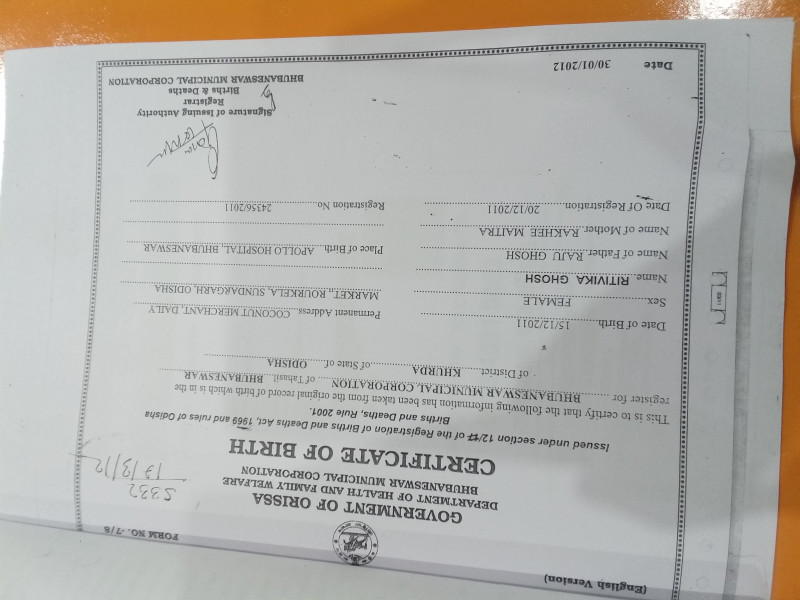 (English Version)
FORM NO.-7/8
GOVERNMENT OF ORISSA
DEPARTMENT OF HEALTH AND FAMILY WELFARE
BHUBANESWAR MUNICIPAL CORPORATION
5332
17/3/12
CERTIFICATE OF BIRTH
Issued under section 12/17 of the Registration of Births and Deaths Act, 1969 and rules of Odisha
Births and Deaths, Rule, 2001.
This is to certify that the following information has been taken from the original record of birth which is in the
register for BHUBANESWAR MUNICIPAL CORPORATION of Tahasil BHUBANESWAR
of District KHURDA of State of ODISHA
Date of Birth 15/12/2011
Sex FEMALE
Name RITIVIKA GHOSH
Name of Father RAJU GHOSH
Name of Mother RAKHEE MAITRA
Date Of Registration 20/12/2011
Permanent Address COCONUT MERCHANT, DAILY
MARKET,, ROURKELA, SUNDARGARH, ODISHA
Place of Birth APOLLO HOSPITAL, BHUBANESWAR
Registration No 24356/2011
Signature of Issuing Authority
Registrar
Births & Deaths
BHUBANESWAR MUNICIPAL CORPORATION
Date 30/01/2012